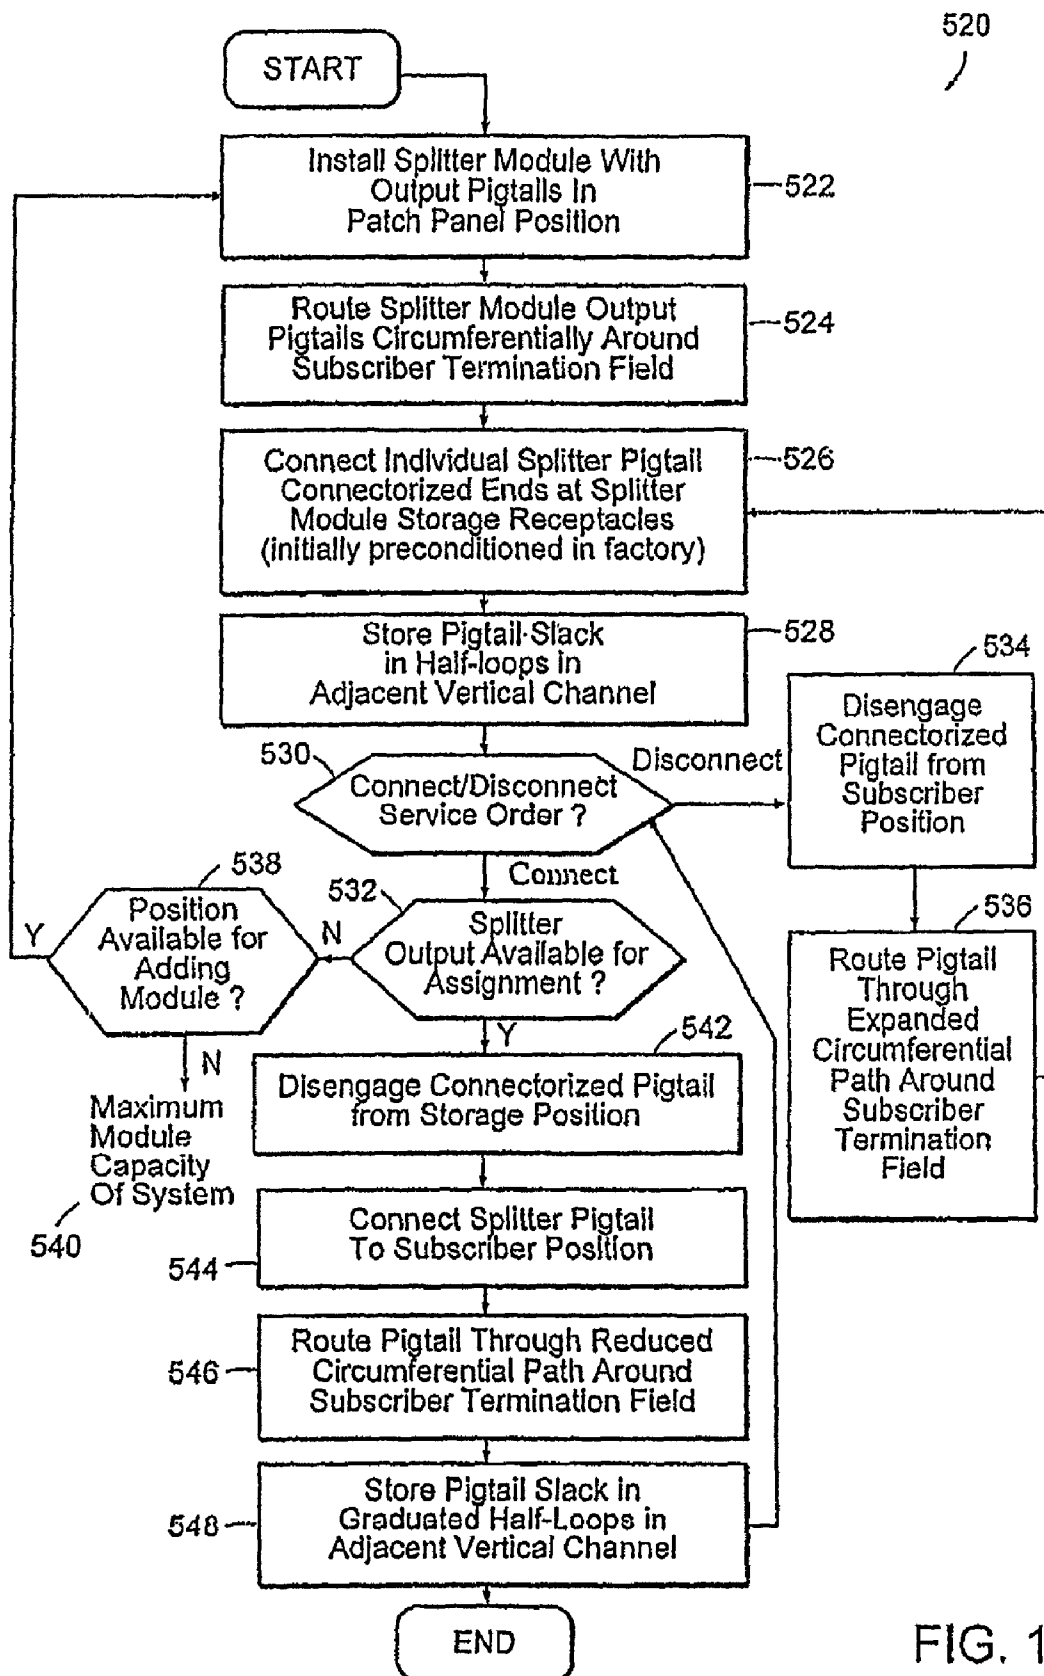 520
START
Install Splitter Module With
Output Pigtails In
Patch Panel Position
522
Route Splitter Module Output
Pigtails Circumferentially Around
Subscriber Termination Field
524
Connect Individual Splitter Pigtail
Connectorized Ends at Splitter
Module Storage Receptacles
(initially preconditioned in factory)
526
Store Pigtail Slack
in Half-loops in
Adjacent Vertical Channel
528
530
Connect/Disconnect
Service Order ?
Disconnect
534
Disengage
Connectorized
Pigtail from
Subscriber
Position
Connect
532
Splitter
Output Available for
Assignment ?
N
538
Position
Available for
Adding
Module ?
Y
N
Maximum
Module
Capacity
Of System
540
536
Route Pigtail
Through
Expanded
Circumferential
Path Around
Subscriber
Termination
Field
Y
542
Disengage Connectorized Pigtail
from Storage Position
Connect Splitter Pigtail
To Subscriber Position
544
Route Pigtail Through Reduced
Circumferential Path Around
Subscriber Termination Field
546
Store Pigtail Slack in
Graduated Half-Loops in
Adjacent Vertical Channel
548
END
FIG. 1